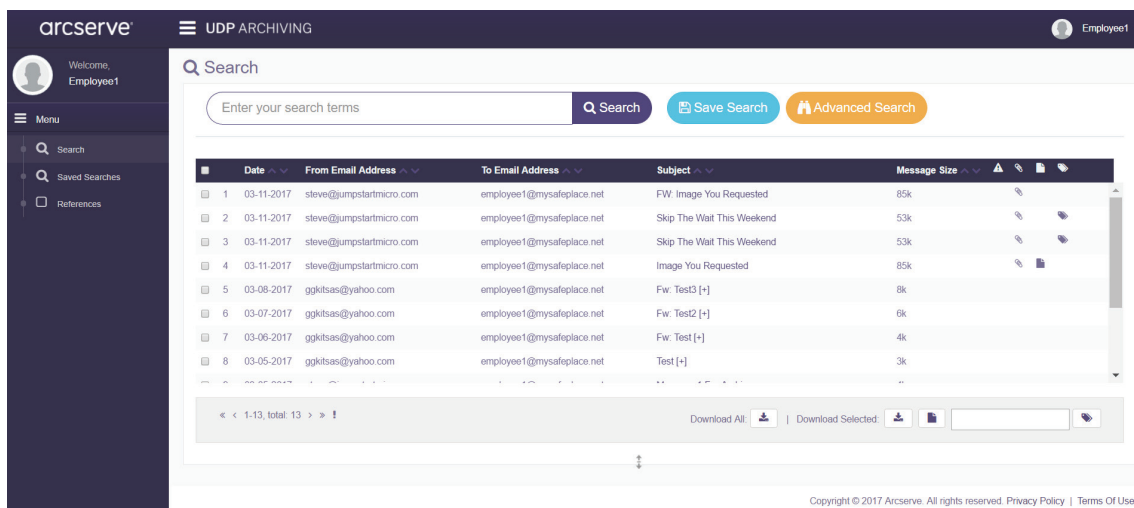 arcserve
UDP ARCHIVING
Employee1
Welcome,
Employee1
Menu
Search
Saved Searches
References
Search
Enter your search terms
Search
Save Search
Advanced Search
Date From Email Address To Email Address Subject Message Size
1 03-11-2017 steve@jumpstartmicro.com employee1@mysafeplace.net FW: Image You Requested 85k
2 03-11-2017 steve@jumpstartmicro.com employee1@mysafeplace.net Skip The Wait This Weekend 53k
3 03-11-2017 steve@jumpstartmicro.com employee1@mysafeplace.net Skip The Wait This Weekend 53k
4 03-11-2017 steve@jumpstartmicro.com employee1@mysafeplace.net Image You Requested 85k
5 03-08-2017 ggkitsas@yahoo.com employee1@mysafeplace.net Fw: Test3 [+] 8k
6 03-07-2017 ggkitsas@yahoo.com employee1@mysafeplace.net Fw: Test2 [+] 6k
7 03-06-2017 ggkitsas@yahoo.com employee1@mysafeplace.net Fw: Test [+] 4k
8 03-05-2017 ggkitsas@yahoo.com employee1@mysafeplace.net Test [+] 3k
« < 1-13, total: 13 > » !
Download All: | Download Selected:
Copyright © 2017 Arcserve. All rights reserved. Privacy Policy | Terms Of Use